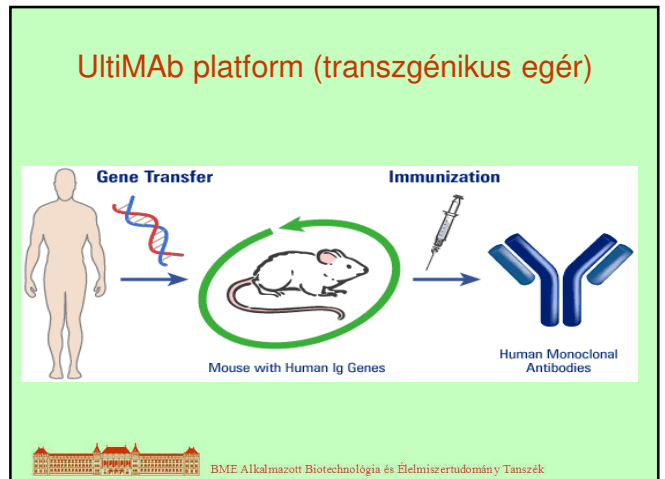 UltiMAb platform (transzgénikus egér)
Gene Transfer
Immunization
Mouse with Human Ig Genes
Human Monoclonal
Antibodies
BME Alkalmazott Biotechnológia és Élelmiszertudomány Tanszék